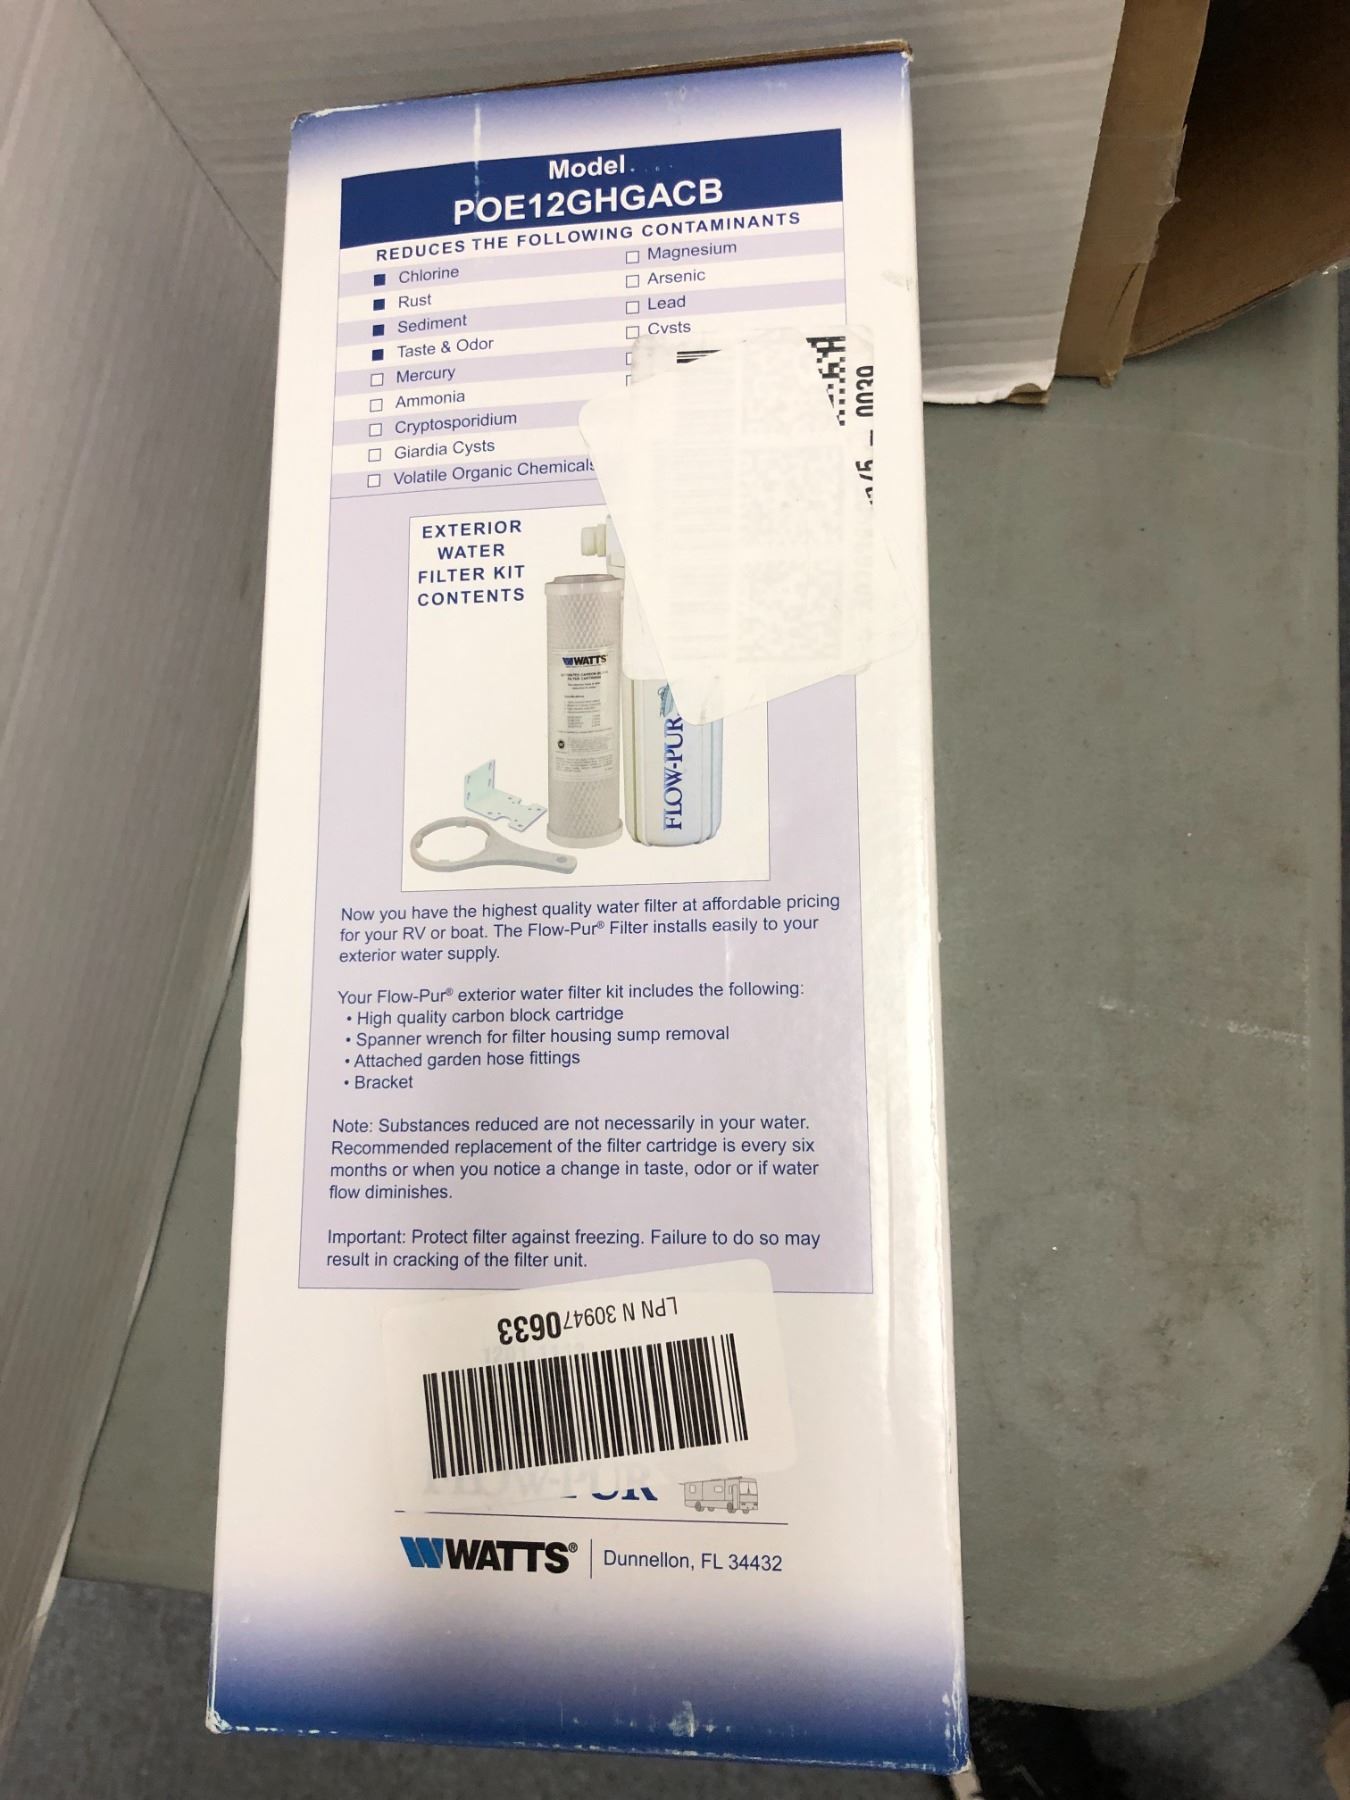 Model
POE12GHGACB
REDUCES THE FOLLOWING CONTAMINANTS
Chlorine
Rust
Sediment
Taste & Odor
Mercury
Ammonia
Cryptosporidium
Giardia Cysts
Volatile Organic Chemicals
Magnesium
Arsenic
Lead
Cysts
0039
EXTERIOR
WATER
FILTER KIT
CONTENTS
WATTS
FLOW-PUR
Now you have the highest quality water filter at affordable pricing
for your RV or boat. The Flow-Pur® Filter installs easily to your
exterior water supply.
Your Flow-Pur® exterior water filter kit includes the following:
• High quality carbon block cartridge
• Spanner wrench for filter housing sump removal
• Attached garden hose fittings
• Bracket
Note: Substances reduced are not necessarily in your water.
Recommended replacement of the filter cartridge is every six
months or when you notice a change in taste, odor or if water
flow diminishes.
Important: Protect filter against freezing. Failure to do so may
result in cracking of the filter unit.
LPN N 309470633
FLOW-PUR
WATTS® Dunnellon, FL 34432